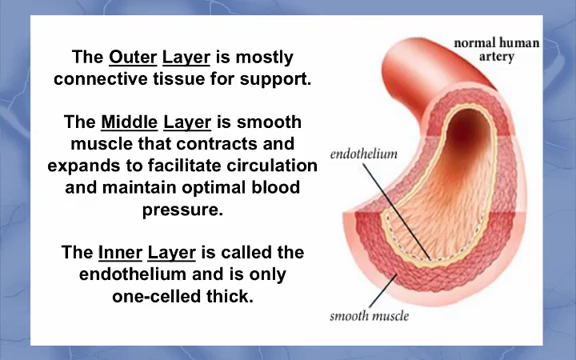 The Outer Layer is mostly
connective tissue for support.
The Middle Layer is smooth
muscle that contracts and
expands to facilitate circulation
and maintain optimal blood
pressure.
The Inner Layer is called the
endothelium and is only
one-celled thick.
normal human
artery
endothelium
smooth muscle